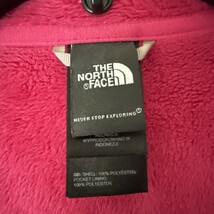 THE
NORTH
FACE
NEVER STOP EXPLORING
INDONESIA
SHELL: 100% POLYESTER/
POCKET LINING:
100% POLYESTER.